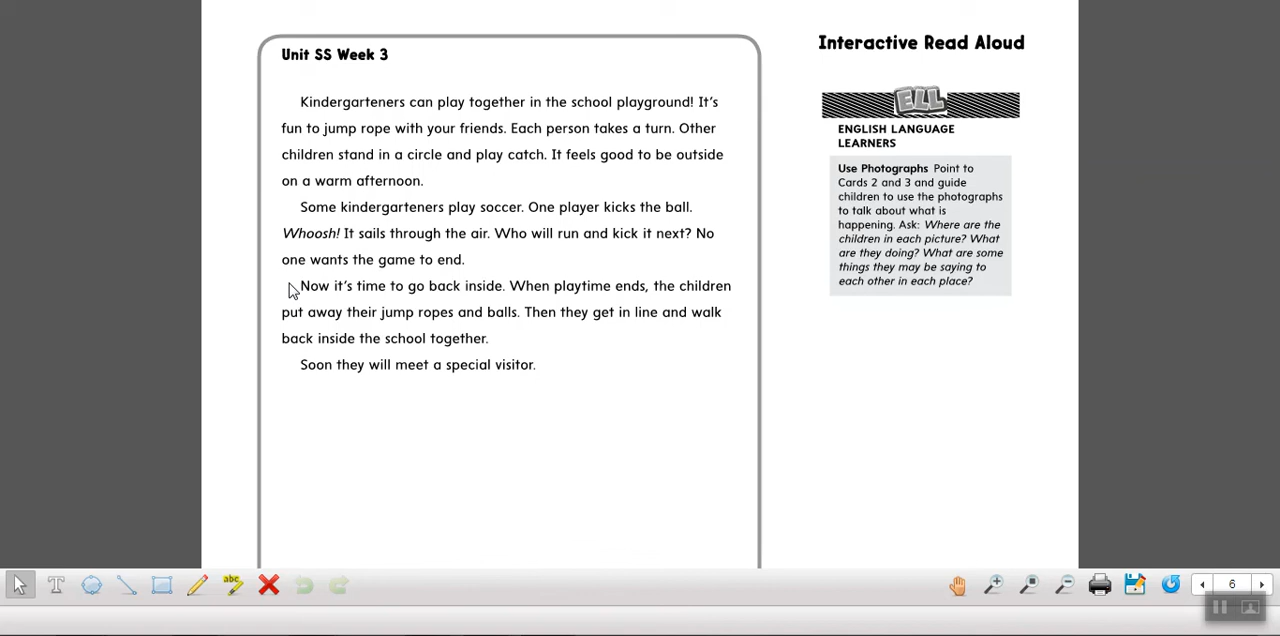 Unit SS Week 3
Kindergarteners can play together in the school playground! It's
fun to jump rope with your friends. Each person takes a turn. Other
children stand in a circle and play catch. It feels good to be outside
on a warm afternoon.
Some kindergarteners play soccer. One player kicks the ball.
Whoosh! It sails through the air. Who will run and kick it next? No
one wants the game to end.
Now it's time to go back inside. When playtime ends, the children
put away their jump ropes and balls. Then they get in line and walk
back inside the school together.
Soon they will meet a special visitor.
Interactive Read Aloud
ELL
ENGLISH LANGUAGE
LEARNERS
Use Photographs Point to
Cards 2 and 3 and guide
children to use the photographs
to talk about what is
happening. Ask: Where are the
children in each picture? What
are they doing? What are some
things they may be saying to
each other in each place?
T
abc
6